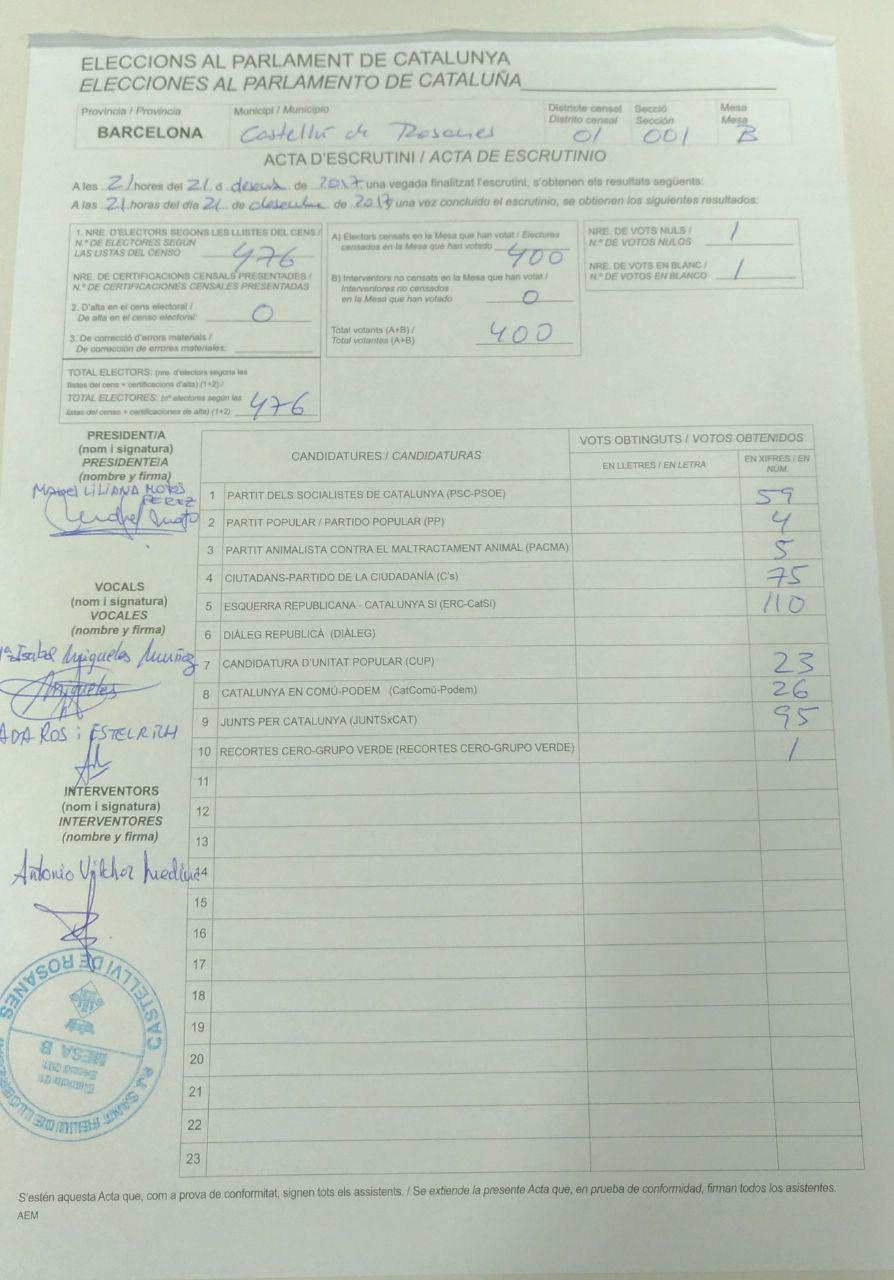 ELECCIONS AL PARLAMENT DE CATALUNYA
ELECCIONES AL PARLAMENTO DE CATALUÑA
Província / Provincia
BARCELONA
Municipi / Municipio
Castellví de Rosanes
Districte censal
Distrito censal
01
Secció
Sección
001
Mesa
Mesa
B
ACTA D'ESCRUTINI / ACTA DE ESCRUTINIO
A les 21 hores del 21 d desembre de 2017, una vegada finalitzat l'escrutini, s'obtenen els resultats següents:
A las 21 horas del día 21 de desembre de 2017 y una vez concluido el escrutinio, se obtienen los siguientes resultados:
1. NRE. D'ELECTORS SEGONS LES LLISTES DEL CENS /
N.º DE ELECTORES SEGÚN
LAS LISTAS DEL CENSO 476
NRE. DE CERTIFICACIONS CENSALS PRESENTADES /
N.º DE CERTIFICACIONES CENSALES PRESENTADAS
2. D'alta en el cens electoral /
De alta en el censo electoral: 0
3. De correcció d'errors materials /
De corrección de errores materiales:
TOTAL ELECTORS: (nre. d'electors segons les
llistes del cens + certificacions d'alta) (1+2) /
TOTAL ELECTORES: (nº electores según las
listas del censo + certificaciones de alta) (1+2) 476
A) Electors censats en la Mesa que han votat / Electores
censados en la Mesa que han votado 400
B) Interventors no censats en la Mesa que han votat /
Interventores no censados
en la Mesa que han votado 0
Total votants (A+B) /
Total votantes (A+B) 400
NRE. DE VOTS NULS /
N.º DE VOTOS NULOS 1
NRE. DE VOTS EN BLANC /
N.º DE VOTOS EN BLANCO 1
PRESIDENT/A
(nom i signatura)
PRESIDENTE/A
(nombre y firma)
LILIANA
PEREZ
VOCALS
(nom i signatura)
VOCALES
(nombre y firma)
Mª Isabel Migueles Muñoz
Migueles
ADA ROS i ESTELRICH
INTERVENTORS
(nom i signatura)
INTERVENTORES
(nombre y firma)
Antonio Vilchez Medina
CANDIDATURES / CANDIDATURAS
VOTS OBTINGUTS / VOTOS OBTENIDOS
EN LLETRES / EN LETRA
EN XIFRES / EN NÚM.
1 PARTIT DELS SOCIALISTES DE CATALUNYA (PSC-PSOE) 59
2 PARTIT POPULAR / PARTIDO POPULAR (PP) 4
3 PARTIT ANIMALISTA CONTRA EL MALTRACTAMENT ANIMAL (PACMA) 5
4 CIUTADANS-PARTIDO DE LA CIUDADANÍA (C's) 75
5 ESQUERRA REPUBLICANA - CATALUNYA SÍ (ERC-CatSí) 110
6 DIÀLEG REPUBLICÀ (DIÀLEG)
7 CANDIDATURA D'UNITAT POPULAR (CUP) 23
8 CATALUNYA EN COMÚ-PODEM (CatComú-Podem) 26
9 JUNTS PER CATALUNYA (JUNTSxCAT) 95
10 RECORTES CERO-GRUPO VERDE (RECORTES CERO-GRUPO VERDE) 1
11
12
13
14
15
16
17
18
19
20
21
22
23
CASTELLVI DE ROSANES
MESA B
Secció 001
Districte 01
A SANT FELIU DE LLOBREGAT
S'estén aquesta Acta que, com a prova de conformitat, signen tots els assistents. / Se extiende la presente Acta que, en prueba de conformidad, firman todos los asistentes.
AEM